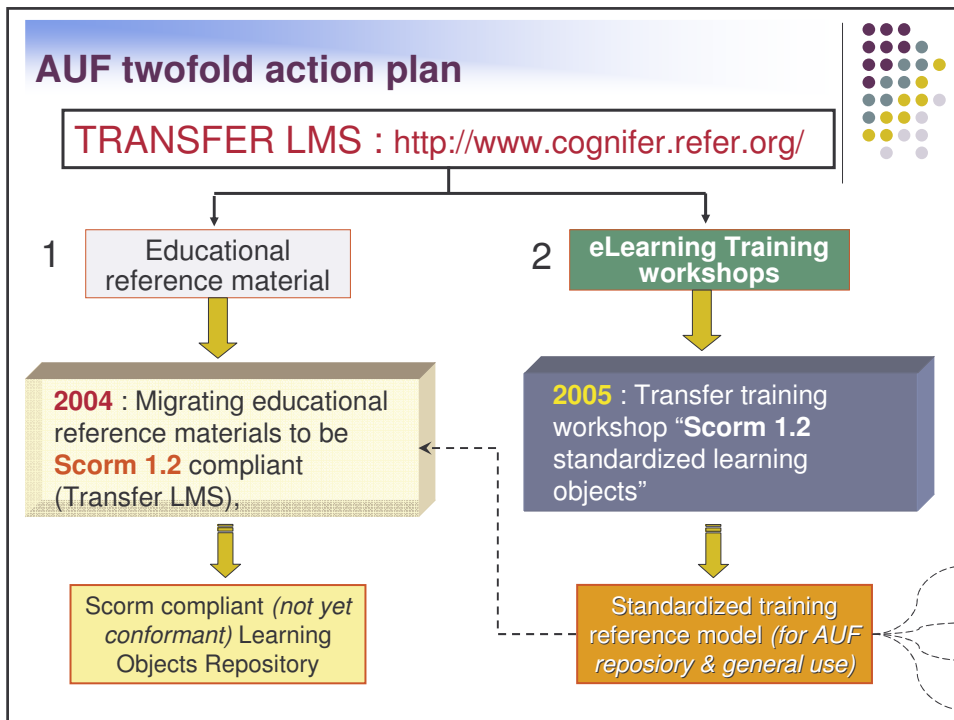 AUF twofold action plan
TRANSFER LMS : http://www.cognifer.refer.org/
1
Educational
reference material
2
eLearning Training
workshops
2004 : Migrating educational
reference materials to be
Scorm 1.2 compliant
(Transfer LMS),
2005 : Transfer training
workshop “Scorm 1.2
standardized learning
objects”
Scorm compliant (not yet
conformant) Learning
Objects Repository
Standardized training
reference model (for AUF
reposiory & general use)